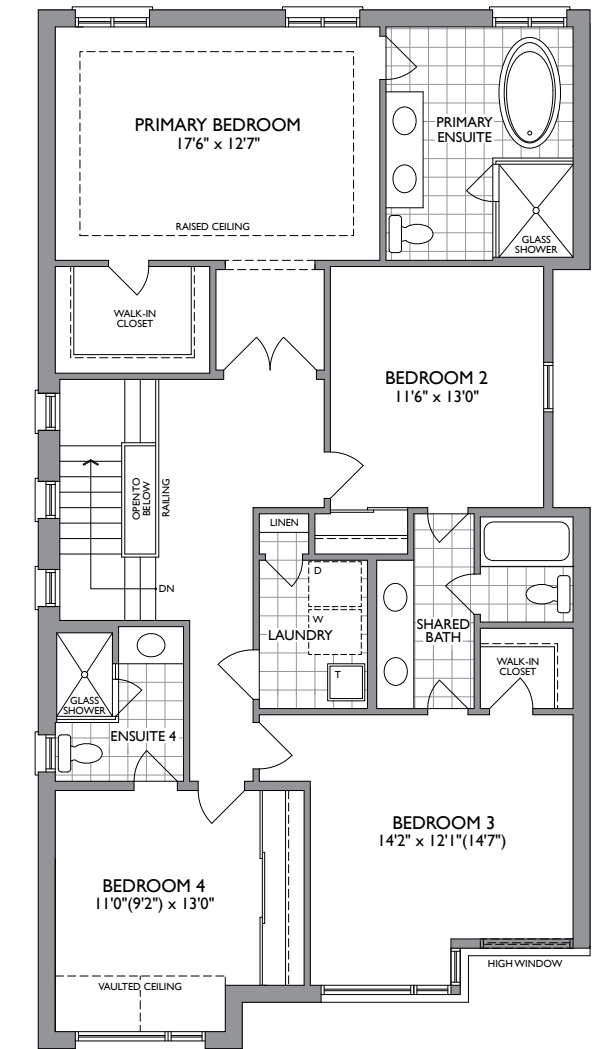 PRIMARY BEDROOM
17'6" x 12'7"
RAISED CEILING
PRIMARY
ENSUITE
GLASS
SHOWER
WALK-IN
CLOSET
BEDROOM 2
11'6" x 13'0"
OPEN TO
BELOW
RAILING
DN
LINEN
D
W
LAUNDRY
T
SHARED
BATH
WALK-IN
CLOSET
GLASS
SHOWER
ENSUITE 4
BEDROOM 3
14'2" x 12'1"(14'7")
BEDROOM 4
11'0"(9'2") x 13'0"
HIGH WINDOW
VAULTED CEILING